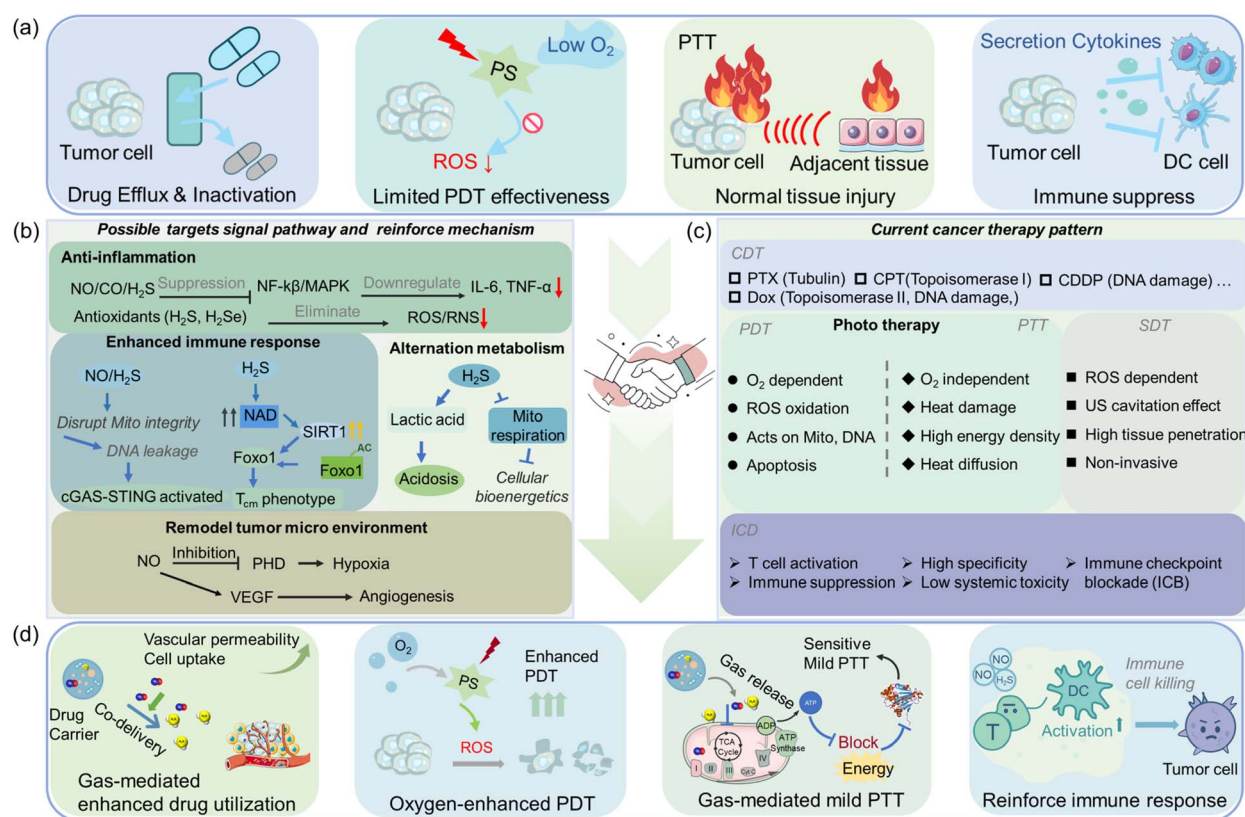 (a)
Tumor cell
Drug Efflux & Inactivation
PS
Low O₂
ROS ↓
Limited PDT effectiveness
PTT
Tumor cell
Adjacent tissue
Normal tissue injury
Secretion Cytokines
Tumor cell
DC cell
Immune suppress
(b)
Possible targets signal pathway and reinforce mechanism
Anti-inflammation
NO/CO/H₂S
Suppression
NF-kβ/MAPK
Downregulate
IL-6, TNF-α
Antioxidants (H₂S, H₂Se)
Eliminate
ROS/RNS
Enhanced immune response
NO/H₂S
Disrupt Mito integrity
DNA leakage
cGAS-STING activated
H₂S
NAD
SIRT1
AC
Foxo1
Foxo1
Tcm phenotype
Alternation metabolism
H₂S
Lactic acid
Acidosis
Mito
respiration
Cellular
bioenergetics
Remodel tumor micro environment
NO
Inhibition
PHD
Hypoxia
VEGF
Angiogenesis
(c)
Current cancer therapy pattern
CDT
PTX (Tubulin)
CPT(Topoisomerase I)
CDDP (DNA damage) ...
Dox (Topoisomerase II, DNA damage,)
PDT
Photo therapy
PTT
O₂ dependent
ROS oxidation
Acts on Mito, DNA
Apoptosis
O₂ independent
Heat damage
High energy density
Heat diffusion
SDT
ROS dependent
US cavitation effect
High tissue penetration
Non-invasive
ICD
T cell activation
Immune suppression
High specificity
Low systemic toxicity
Immune checkpoint
blockade (ICB)
(d)
Vascular permeability
Cell uptake
Drug
Carrier
Co-delivery
Gas-mediated
enhanced drug utilization
O₂
PS
Enhanced
PDT
ROS
Oxygen-enhanced PDT
Sensitive
Mild PTT
Gas release
ATP
ADP
ATP
Synthase
TCA
Cycle
I
II
III
Cyt C
IV
Block
Energy
Gas-mediated mild PTT
NO
NO
H₂S
T
DC
Activation
Immune
cell killing
Tumor cell
Reinforce immune response